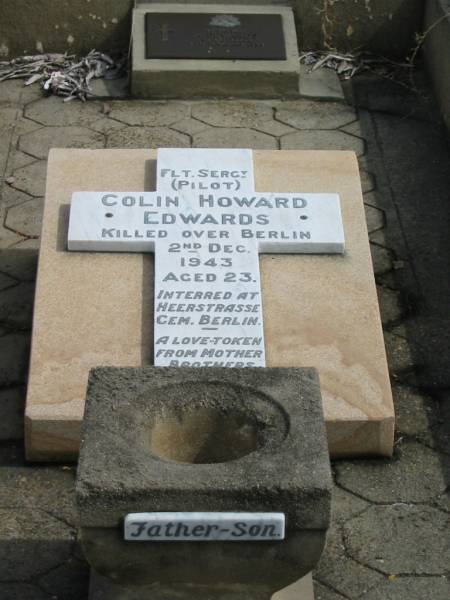 FLT. SERGT
(PILOT)
COLIN HOWARD
EDWARDS
KILLED OVER BERLIN
2ND DEC.
1943
AGED 23.
INTERRED AT
HEERSTRASSE
CEM. BERLIN.
A LOVE-TOKEN
FROM MOTHER
BROTHERS
Father-Son.